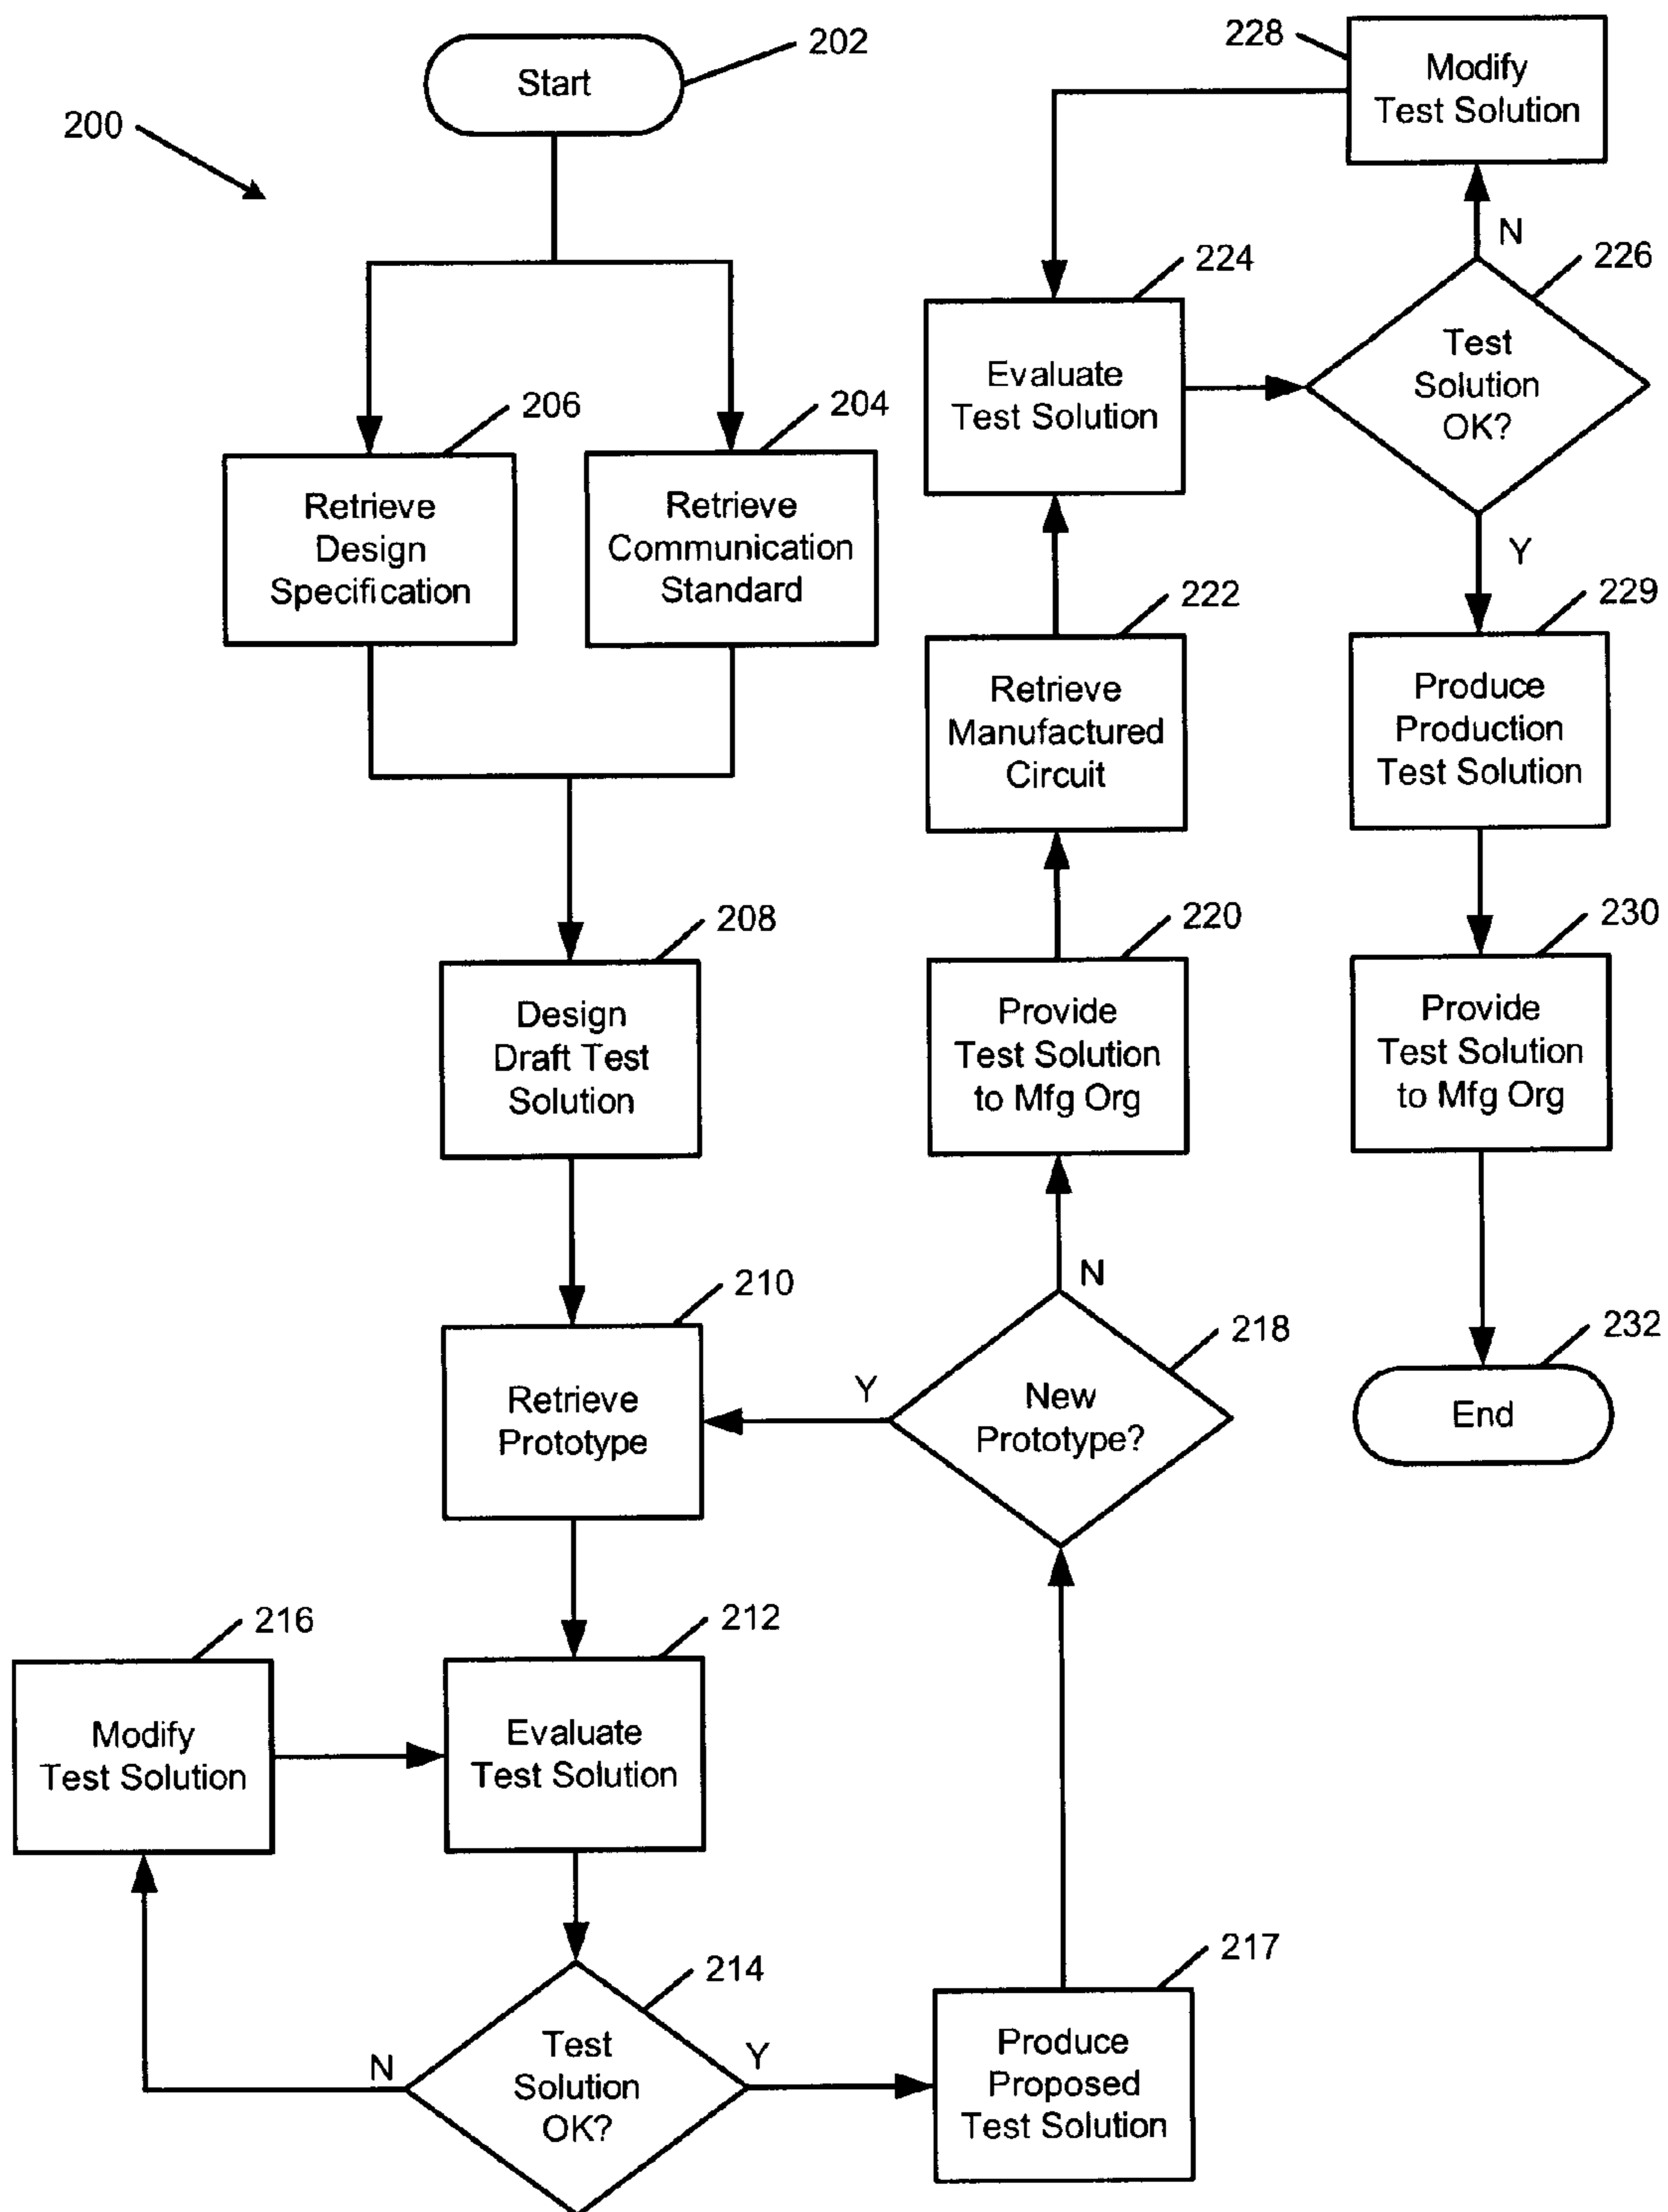 200
Start
202
206
Retrieve
Design
Specification
204
Retrieve
Communication
Standard
208
Design
Draft Test
Solution
210
Retrieve
Prototype
212
Evaluate
Test Solution
216
Modify
Test Solution
214
Test
Solution
OK?
N
Y
217
Produce
Proposed
Test Solution
218
New
Prototype?
Y
N
220
Provide
Test Solution
to Mfg Org
222
Retrieve
Manufactured
Circuit
224
Evaluate
Test Solution
226
Test
Solution
OK?
N
228
Modify
Test Solution
Y
229
Produce
Production
Test Solution
230
Provide
Test Solution
to Mfg Org
232
End